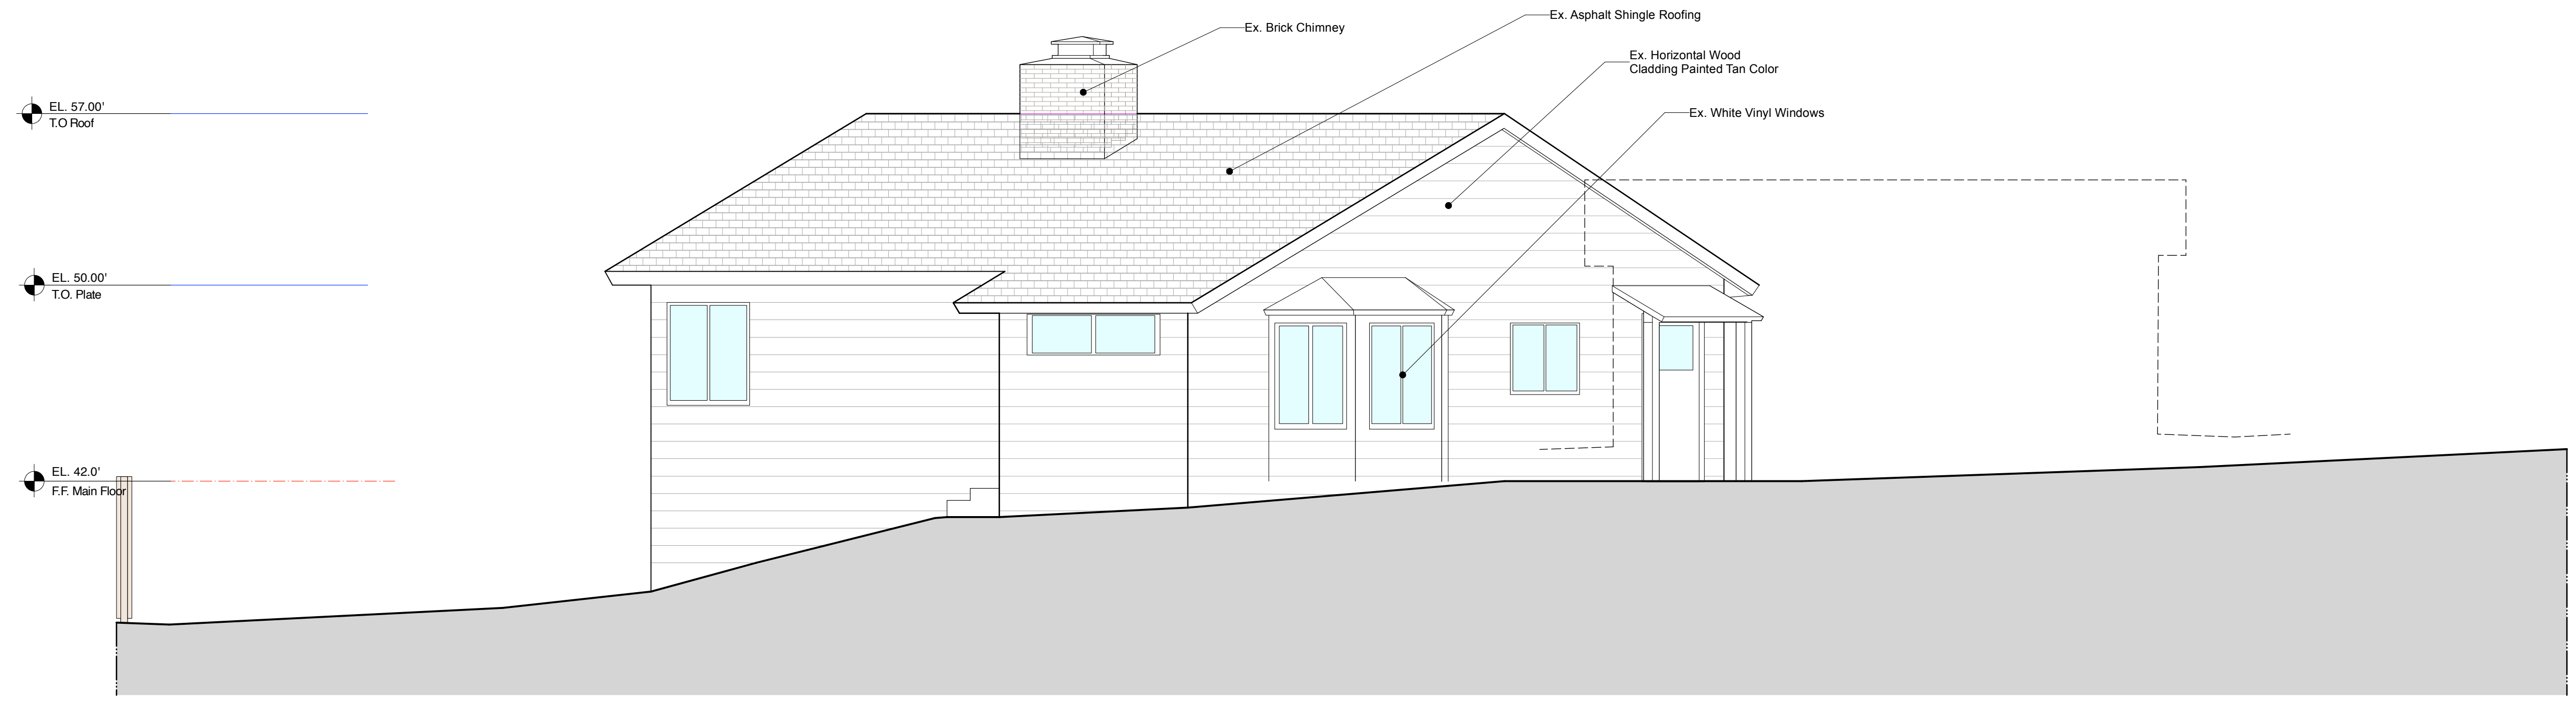 Ex. Asphalt Shingle Roofing
Ex. Brick Chimney
Ex. Horizontal Wood
Cladding Painted Tan Color
EL. 57.00'
T.O Roof
Ex. White Vinyl Windows
EL. 50.00'
T.O. Plate
EL. 42.0'
F.F. Main Floor